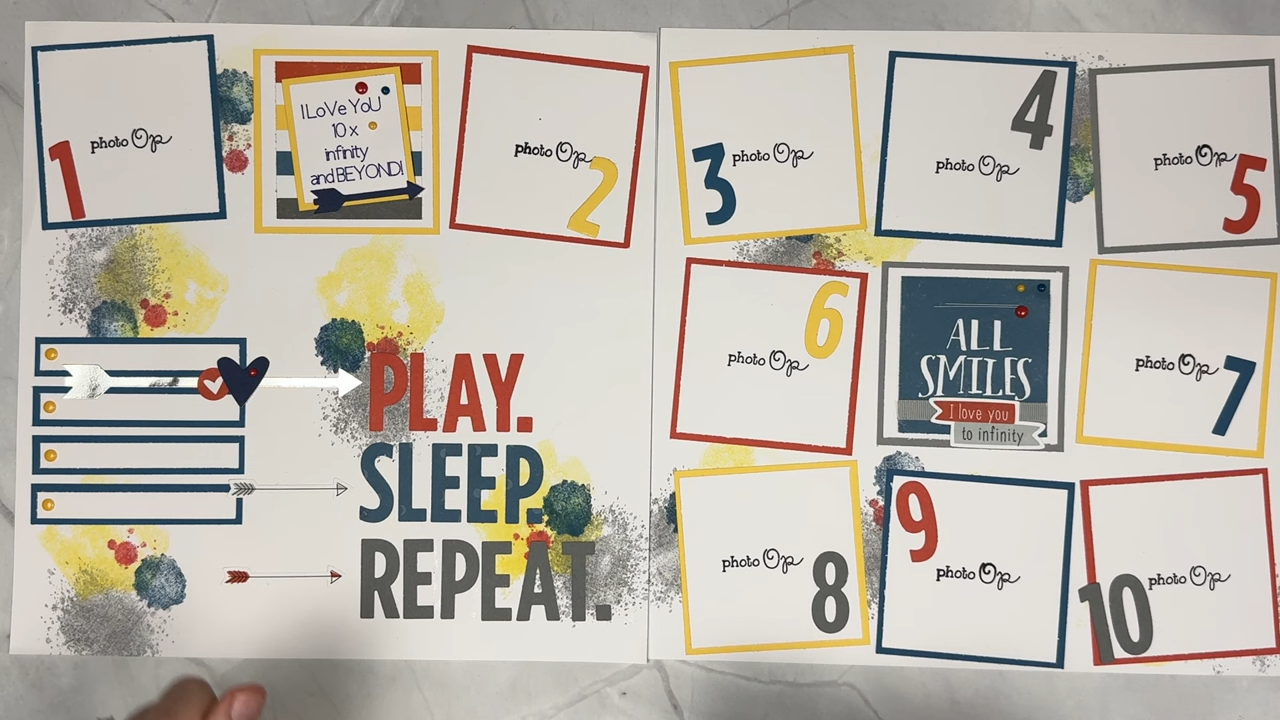 1
photo Op
I LoVe YoU
10 x
infinity
and BEYOND!
photo Op
2
PLAY.
SLEEP.
REPEAT.
3
photo Op
4
photo Op
photo Op
5
6
photo Op
ALL
SMILES
I love you
to infinity
photo Op
7
photo Op
8
9
photo Op
10
photo Op